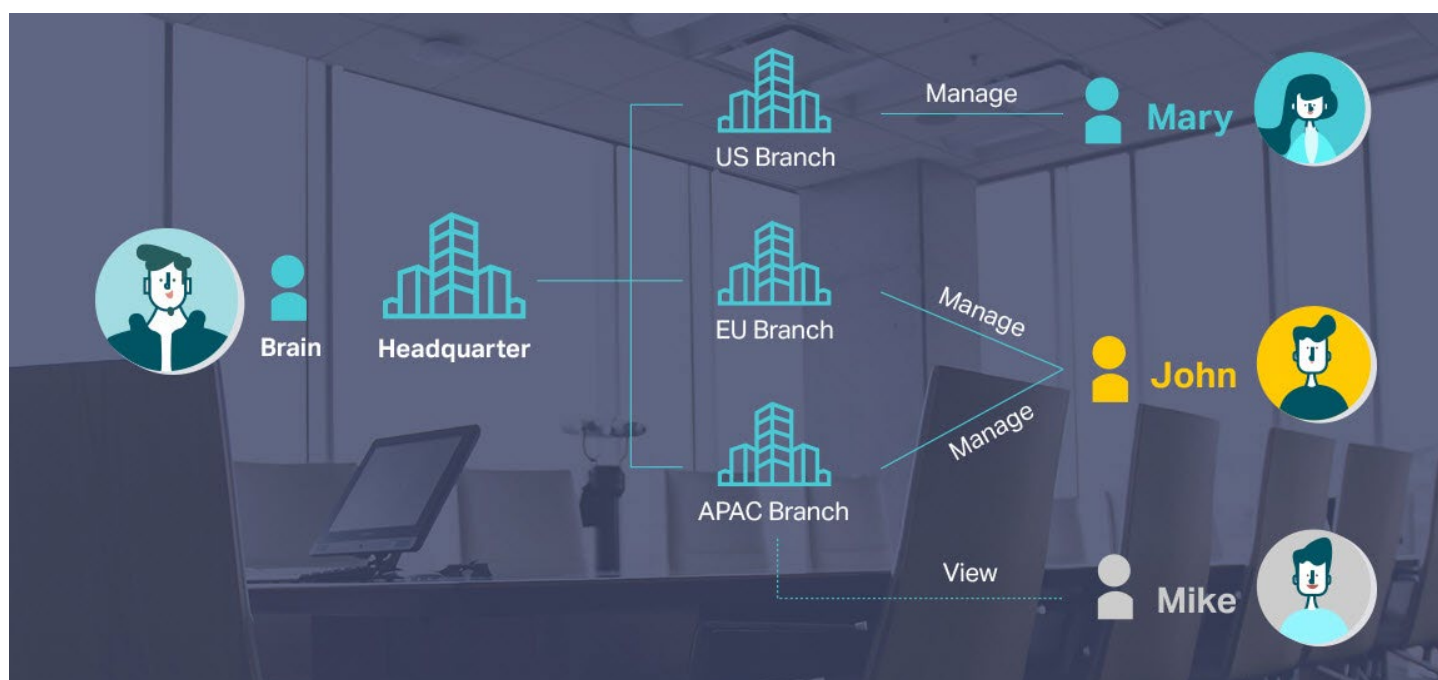 Manage
Mary
US Branch
Brain
Headquarter
EU Branch
Manage
John
Manage
APAC Branch
View
Mike